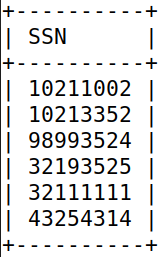 +----------+
| SSN      |
+----------+
| 10211002 |
| 10213352 |
| 98993524 |
| 32193525 |
| 32111111 |
| 43254314 |
+----------+